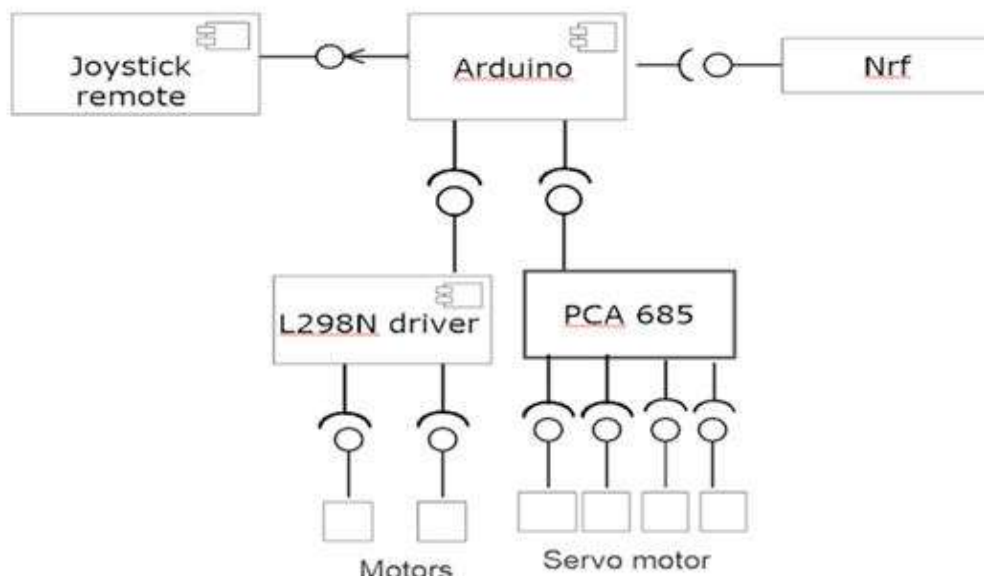 Joystick
remote
Arduino
Nrf
L298N driver
PCA 685
Motors
Servo motor